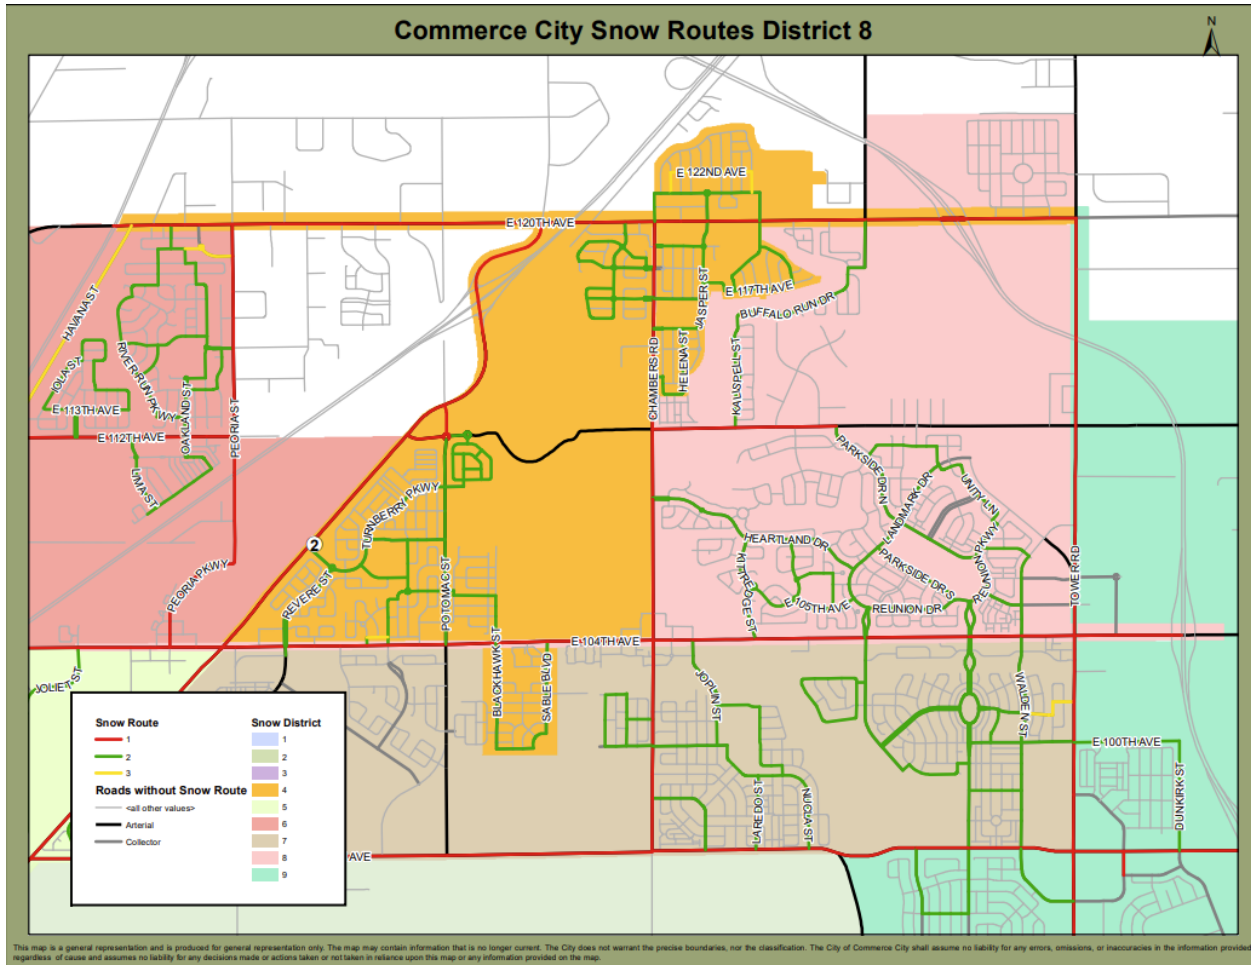 Commerce City Snow Routes District 8
N
E 122ND AVE
E 120TH AVE
HAVANA ST
JASPER ST
E 117TH AVE
BUFFALO RUN DR
IOLA ST
RIVER RUN PKWY
OAKLAND ST
PEORIA ST
CHAMBERS RD
HELENA ST
KALISPELL ST
E 113TH AVE
E 112TH AVE
LIMA ST
PARKSIDE DR N
LANDMARK DR
UNITY LN
TURNBERRY PKWY
2
HEARTLAND DR
REUNION PKWY
PARKSIDE DR S
TOWER RD
PEORIA PKWY
REVERE ST
POTOMAC ST
KITTREDGE ST
E 105TH AVE
REUNION DR
E 104TH AVE
JOLIET ST
BLACKHAWK ST
SABLE BLVD
JOPLIN ST
WALDEN ST
E 100TH AVE
LAREDO ST
NUCLA ST
DUNKIRK ST
AVE
Snow Route
1
2
3
Roads without Snow Route
<all other values>
Arterial
Collector
Snow District
1
2
3
4
5
6
7
8
9
This map is a general representation and is produced for general representation only. The map may contain information that is no longer current. The City does not warrant the precise boundaries, nor the classification. The City of Commerce City shall assume no liability for any errors, omissions, or inaccuracies in the information provided
regardless of cause and assumes no liability for any decisions made or actions taken or not taken in reliance upon this map or any information provided on the map.